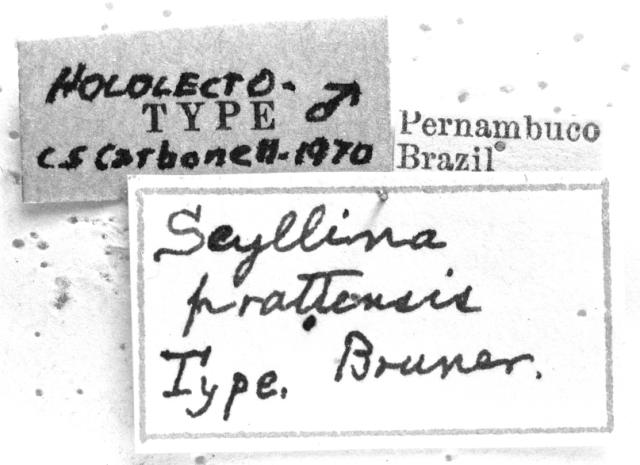 HOLOLECTO-
TYPE ♂
C.S Carbonell-1970
Pernambuco
Brazil
Scyllina
prattensis
Type. Bruner.